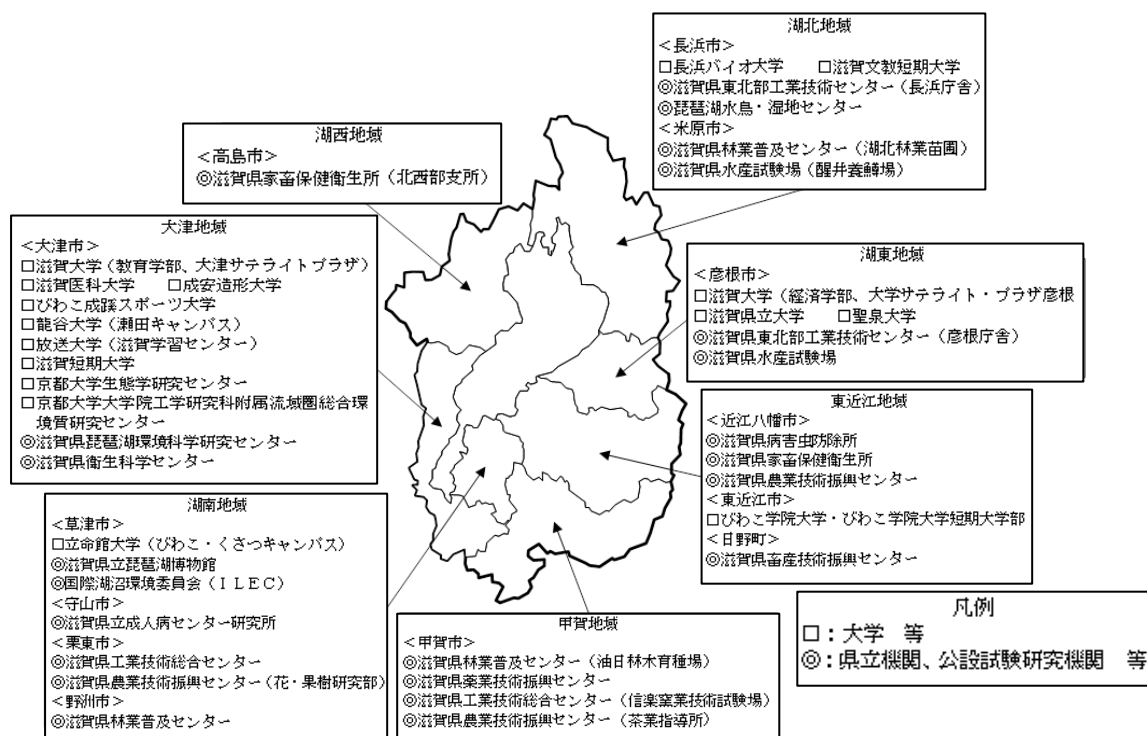 湖北地域
<長浜市>
□長浜バイオ大学　□滋賀文教短期大学
◎滋賀県東北部工業技術センター（長浜庁舎）
◎琵琶湖水鳥・湿地センター
<米原市>
◎滋賀県林業普及センター（湖北林業苗圃）
◎滋賀県水産試験場（醒井養鱒場）
湖西地域
<高島市>
◎滋賀県家畜保健衛生所（北西部支所）
大津地域
<大津市>
□滋賀大学（教育学部、大津サテライトプラザ）
□滋賀医科大学　□成安造形大学
□びわこ成蹊スポーツ大学
□龍谷大学（瀬田キャンパス）
□放送大学（滋賀学習センター）
□滋賀短期大学
□京都大学生態学研究センター
□京都大学大学院工学研究科附属流域圏総合環
境質研究センター
◎滋賀県琵琶湖環境科学研究センター
◎滋賀県衛生科学センター
湖東地域
<彦根市>
□滋賀大学（経済学部、大学サテライト・プラザ彦根
□滋賀県立大学　□聖泉大学
◎滋賀県東北部工業技術センター（彦根庁舎）
◎滋賀県水産試験場
東近江地域
<近江八幡市>
◎滋賀県病害虫防除所
◎滋賀県家畜保健衛生所
◎滋賀県農業技術振興センター
<東近江市>
□びわこ学院大学・びわこ学院大学短期大学部
<日野町>
◎滋賀県畜産技術振興センター
湖南地域
<草津市>
□立命館大学（びわこ・くさつキャンパス）
◎滋賀県立琵琶湖博物館
◎国際湖沼環境委員会（ＩＬＥＣ）
<守山市>
◎滋賀県立成人病センター研究所
<栗東市>
◎滋賀県工業技術総合センター
◎滋賀県農業技術振興センター（花・果樹研究部）
<野洲市>
◎滋賀県林業普及センター
甲賀地域
<甲賀市>
◎滋賀県林業普及センター（油日林木育種場）
◎滋賀県薬業技術振興センター
◎滋賀県工業技術総合センター（信楽窯業技術試験場）
◎滋賀県農業技術振興センター（茶業指導所）
凡例
□：大学　等
◎：県立機関、公設試験研究機関　等